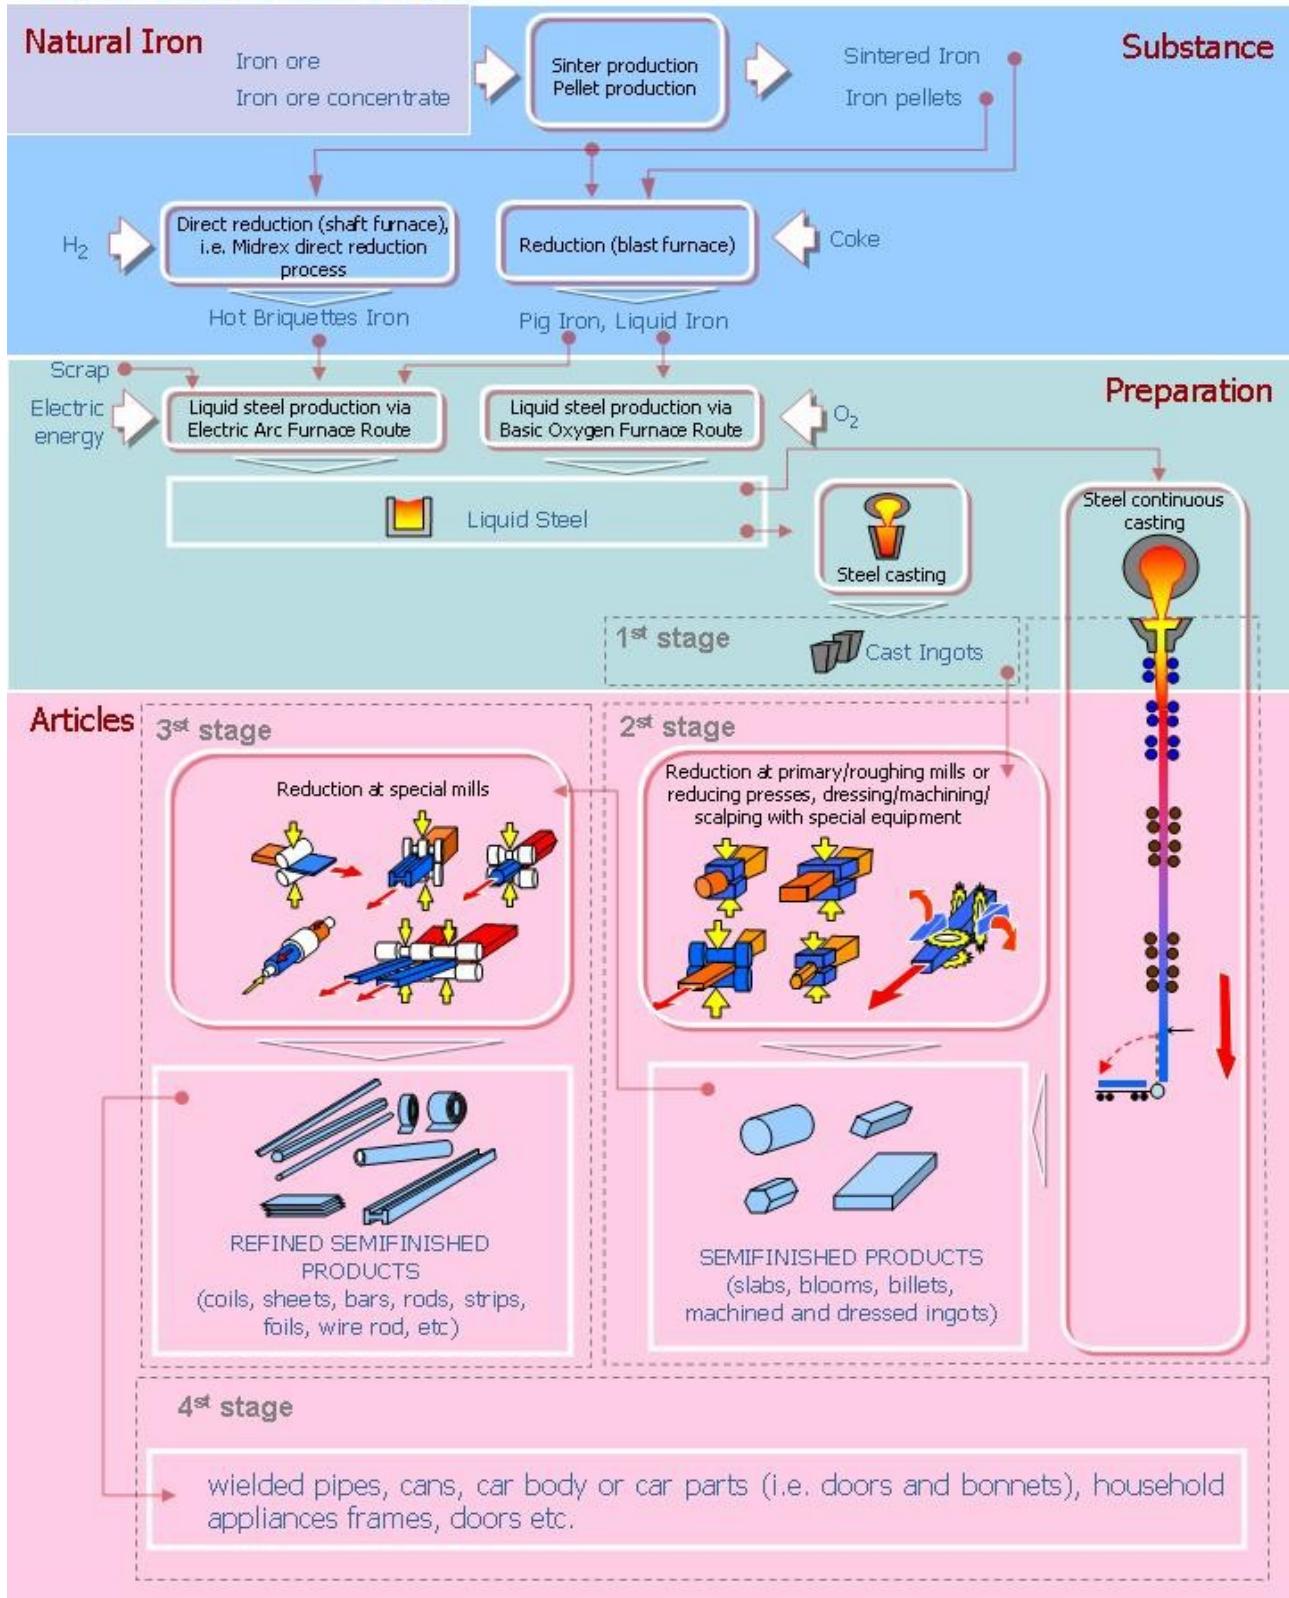 Natural Iron
Iron ore
Iron ore concentrate
Sinter production
Pellet production
Sintered Iron
Iron pellets
Substance
H2
Direct reduction (shaft furnace),
i.e. Midrex direct reduction
process
Reduction (blast furnace)
Coke
Hot Briquettes Iron
Pig Iron, Liquid Iron
Preparation
Scrap
Electric
energy
Liquid steel production via
Electric Arc Furnace Route
Liquid steel production via
Basic Oxygen Furnace Route
O2
Liquid Steel
Steel casting
Steel continuous
casting
1st stage
Cast Ingots
Articles
3st stage
Reduction at special mills
2st stage
Reduction at primary/roughing mills or
reducing presses, dressing/machining/
scalping with special equipment
REFINED SEMIFINISHED
PRODUCTS
(coils, sheets, bars, rods, strips,
foils, wire rod, etc)
SEMIFINISHED PRODUCTS
(slabs, blooms, billets,
machined and dressed ingots)
4st stage
wielded pipes, cans, car body or car parts (i.e. doors and bonnets), household
appliances frames, doors etc.